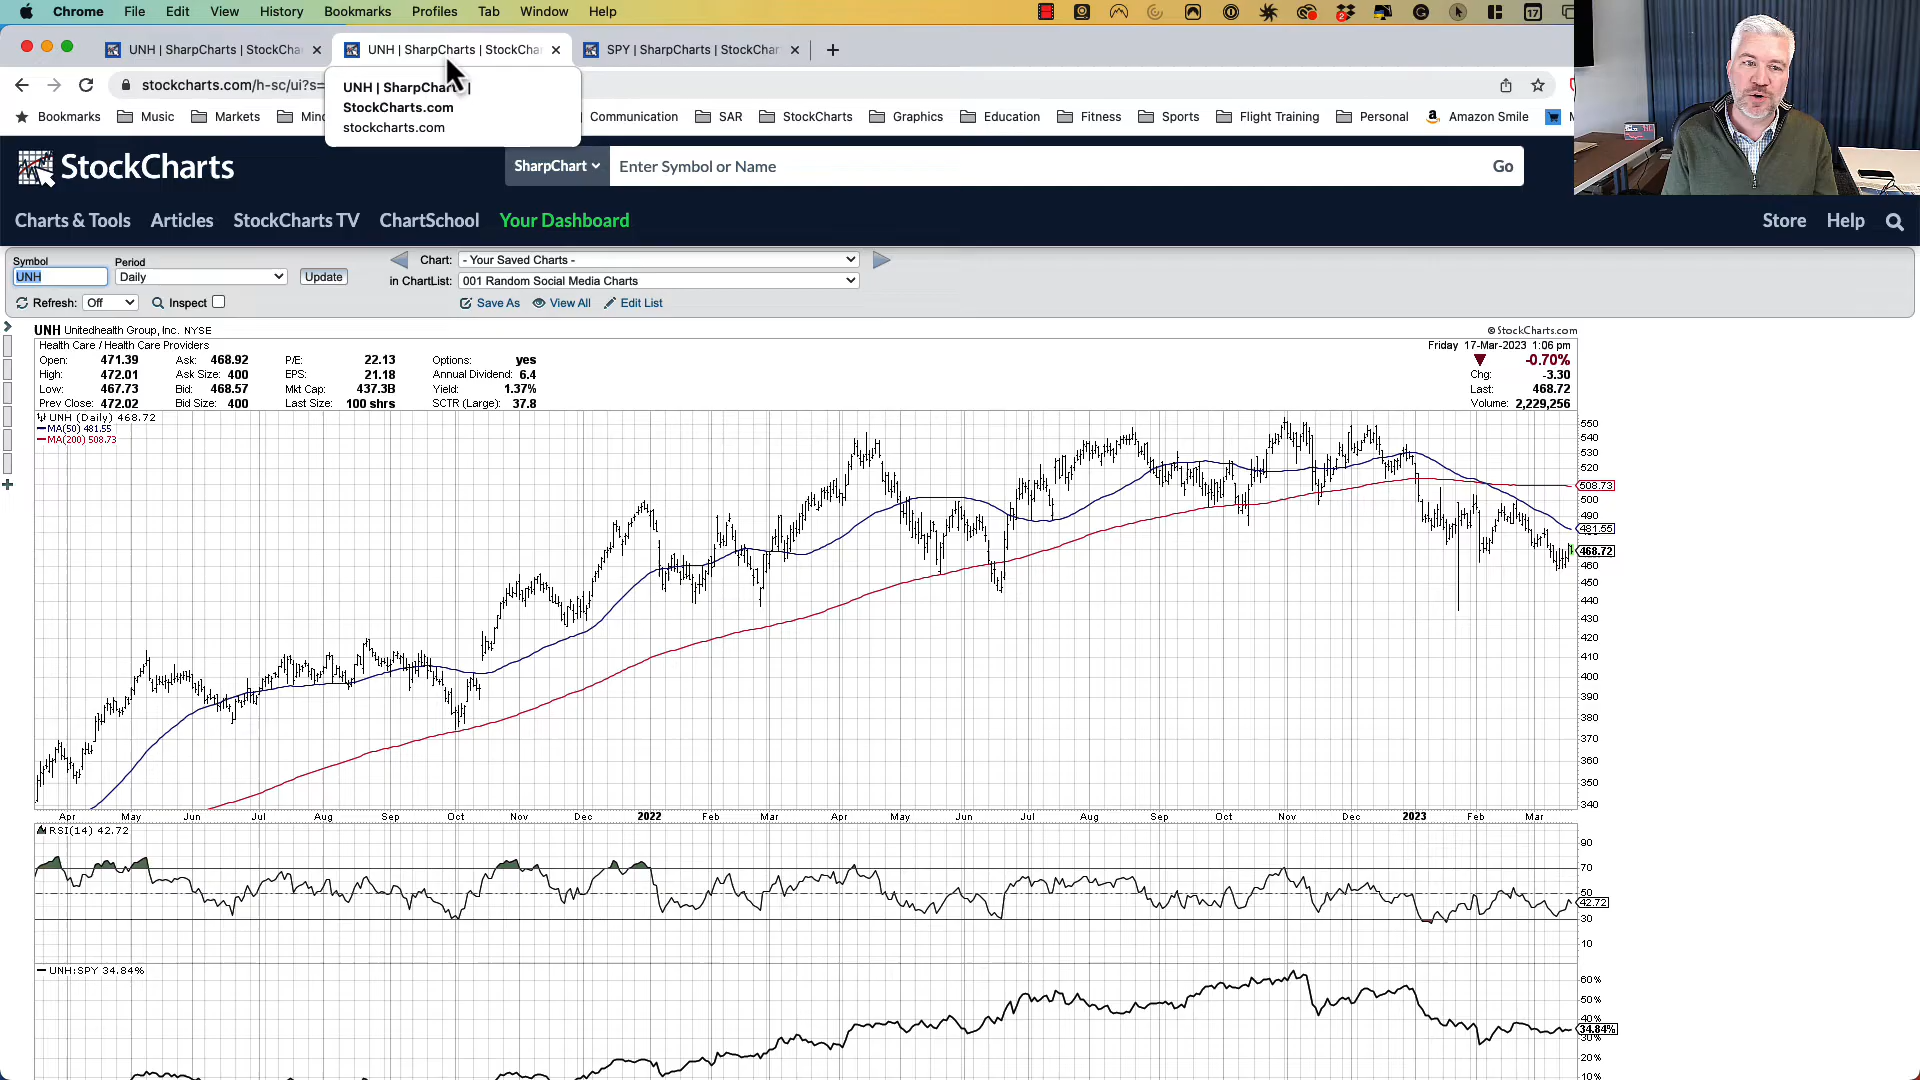 Chrome File Edit View History Bookmarks Profiles Tab Window Help
UNH | SharpCharts | StockCha
UNH | SharpCharts | StockCha
SPY | SharpCharts | StockChar
stockcharts.com/h-sc/ui?s=
UNH | SharpCharts |
StockCharts.com
stockcharts.com
Bookmarks Music Markets Communication SAR StockCharts Graphics Education Fitness Sports Flight Training Personal Amazon Smile
StockCharts
SharpChart Enter Symbol or Name Go
Charts & Tools Articles StockCharts TV ChartSchool Your Dashboard Store Help
Symbol Period
UNH Daily Update
Chart: - Your Saved Charts -
in ChartList: 001 Random Social Media Charts
Refresh: Off Inspect
Save As View All Edit List
UNH Unitedhealth Group, Inc. NYSE
© StockCharts.com
Health Care / Health Care Providers
Friday 17-Mar-2023 1:06 pm
Open: 471.39 Ask: 468.92 P/E: 22.13 Options: yes
▼ -0.70%
High: 472.01 Ask Size: 400 EPS: 21.18 Annual Dividend: 6.4
Chg: -3.30
Low: 467.73 Bid: 468.57 Mkt Cap: 437.3B Yield: 1.37%
Last: 468.72
Prev Close: 472.02 Bid Size: 400 Last Size: 100 shrs SCTR (Large): 37.8
Volume: 2,229,256
UNH (Daily) 468.72
MA(50) 481.55
MA(200) 508.73
550
540
530
520
508.73
500
490
481.55
468.72
460
450
440
430
420
410
400
390
380
370
360
350
340
Apr May Jun Jul Aug Sep Oct Nov Dec 2022 Feb Mar Apr May Jun Jul Aug Sep Oct Nov Dec 2023 Feb Mar
RSI(14) 42.72
90
70
50
42.72
30
10
UNH:SPY 34.84%
60%
50%
40%
34.84%
30%
20%
10%